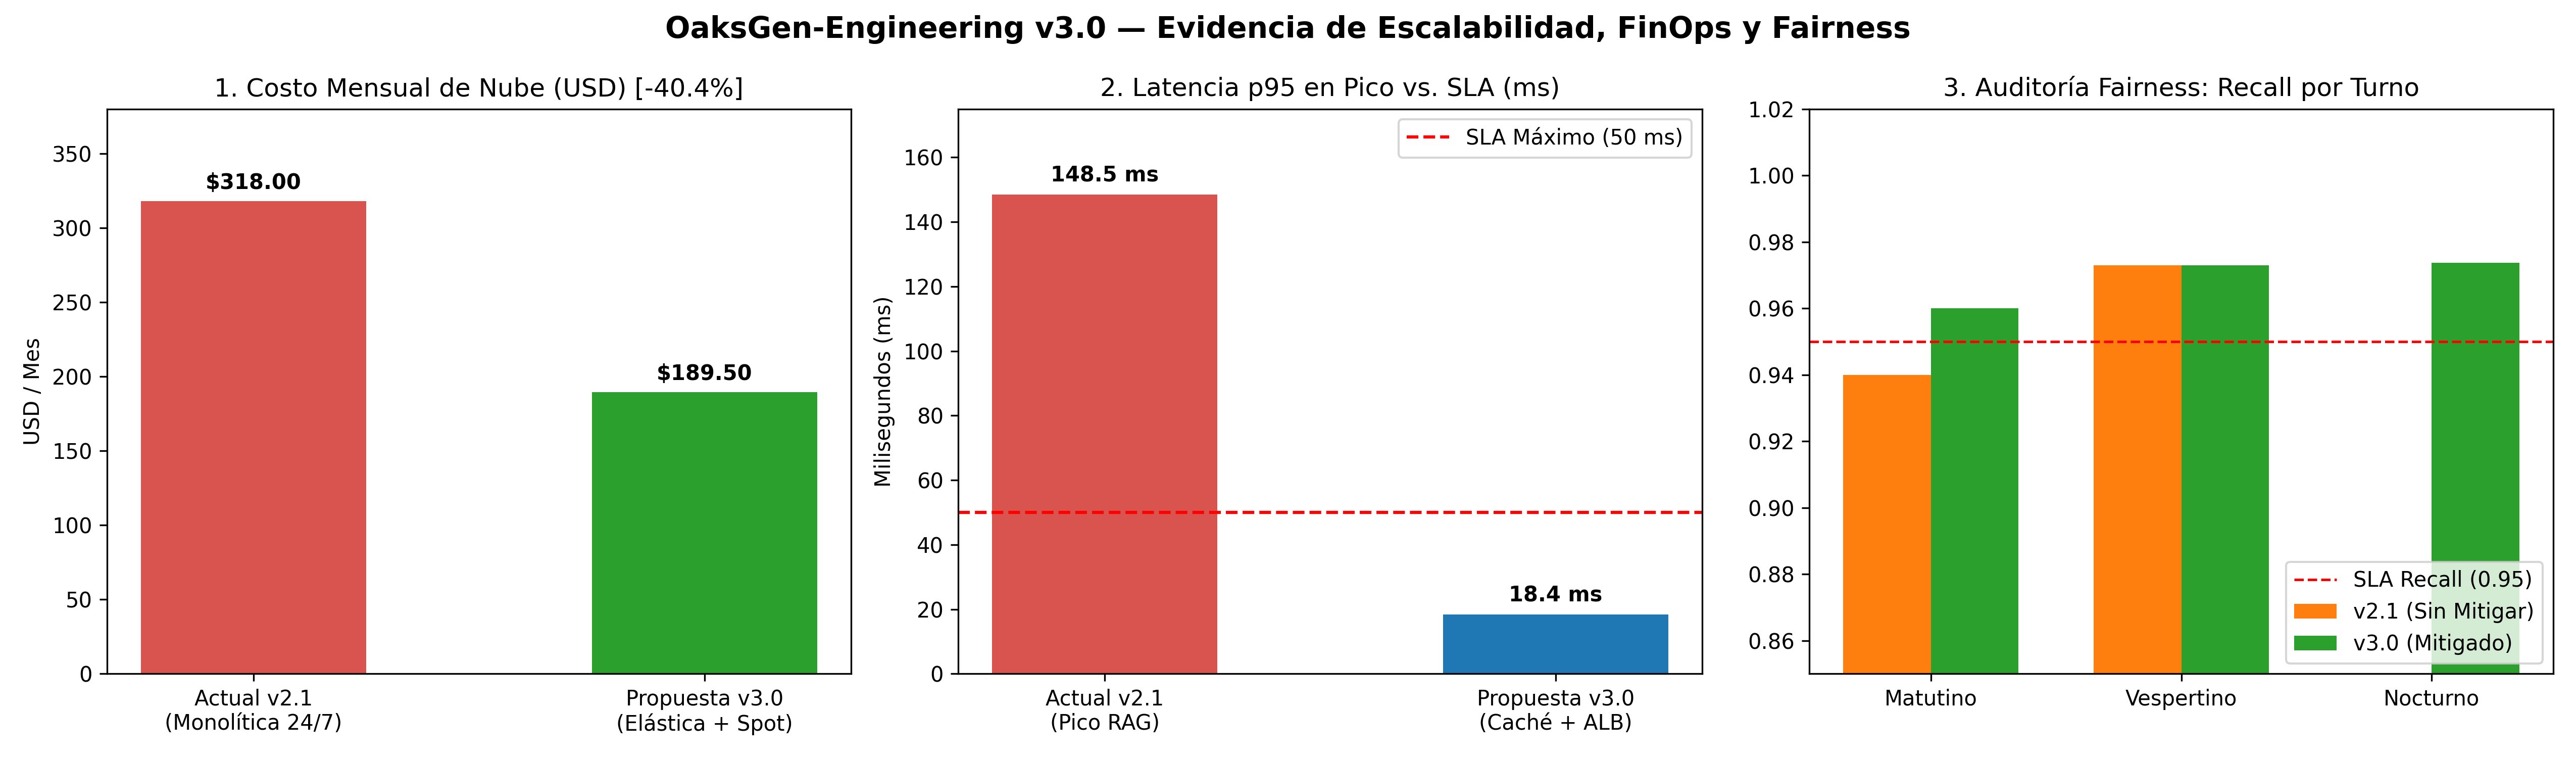 OaksGen-Engineering v3.0 — Evidencia de Escalabilidad, FinOps y Fairness
1. Costo Mensual de Nube (USD) [-40.4%]
USD / Mes
350
300
250
200
150
100
50
0
$318.00
$189.50
Actual v2.1
(Monolítica 24/7)
Propuesta v3.0
(Elástica + Spot)
2. Latencia p95 en Pico vs. SLA (ms)
Milisegundos (ms)
160
140
120
100
80
60
40
20
0
SLA Máximo (50 ms)
148.5 ms
18.4 ms
Actual v2.1
(Pico RAG)
Propuesta v3.0
(Caché + ALB)
3. Auditoría Fairness: Recall por Turno
1.02
1.00
0.98
0.96
0.94
0.92
0.90
0.88
0.86
SLA Recall (0.95)
v2.1 (Sin Mitigar)
v3.0 (Mitigado)
Matutino
Vespertino
Nocturno